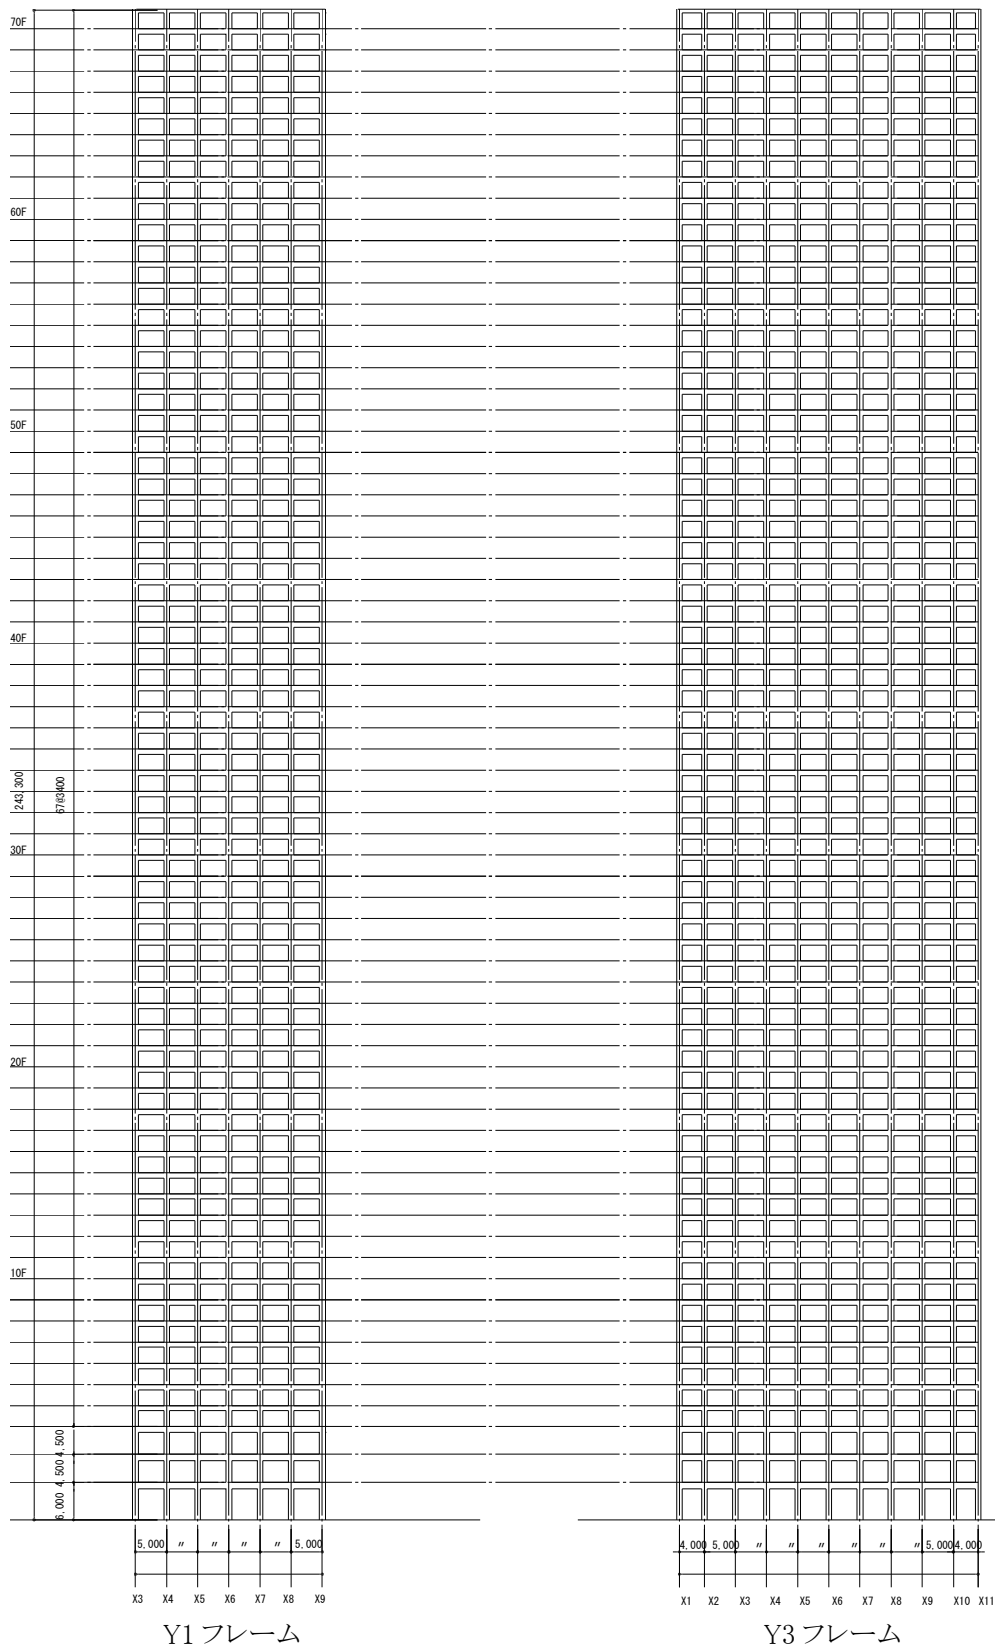 70F
60F
50F
40F
243,300
67@3400
30F
20F
10F
4,500
4,500
6,000
5,000 〃 〃 〃 〃 5,000
4,000 5,000 〃 〃 〃 〃 〃 〃 5,000 4,000
X3 X4 X5 X6 X7 X8 X9
X1 X2 X3 X4 X5 X6 X7 X8 X9 X10 X11
Y1フレーム
Y3フレーム